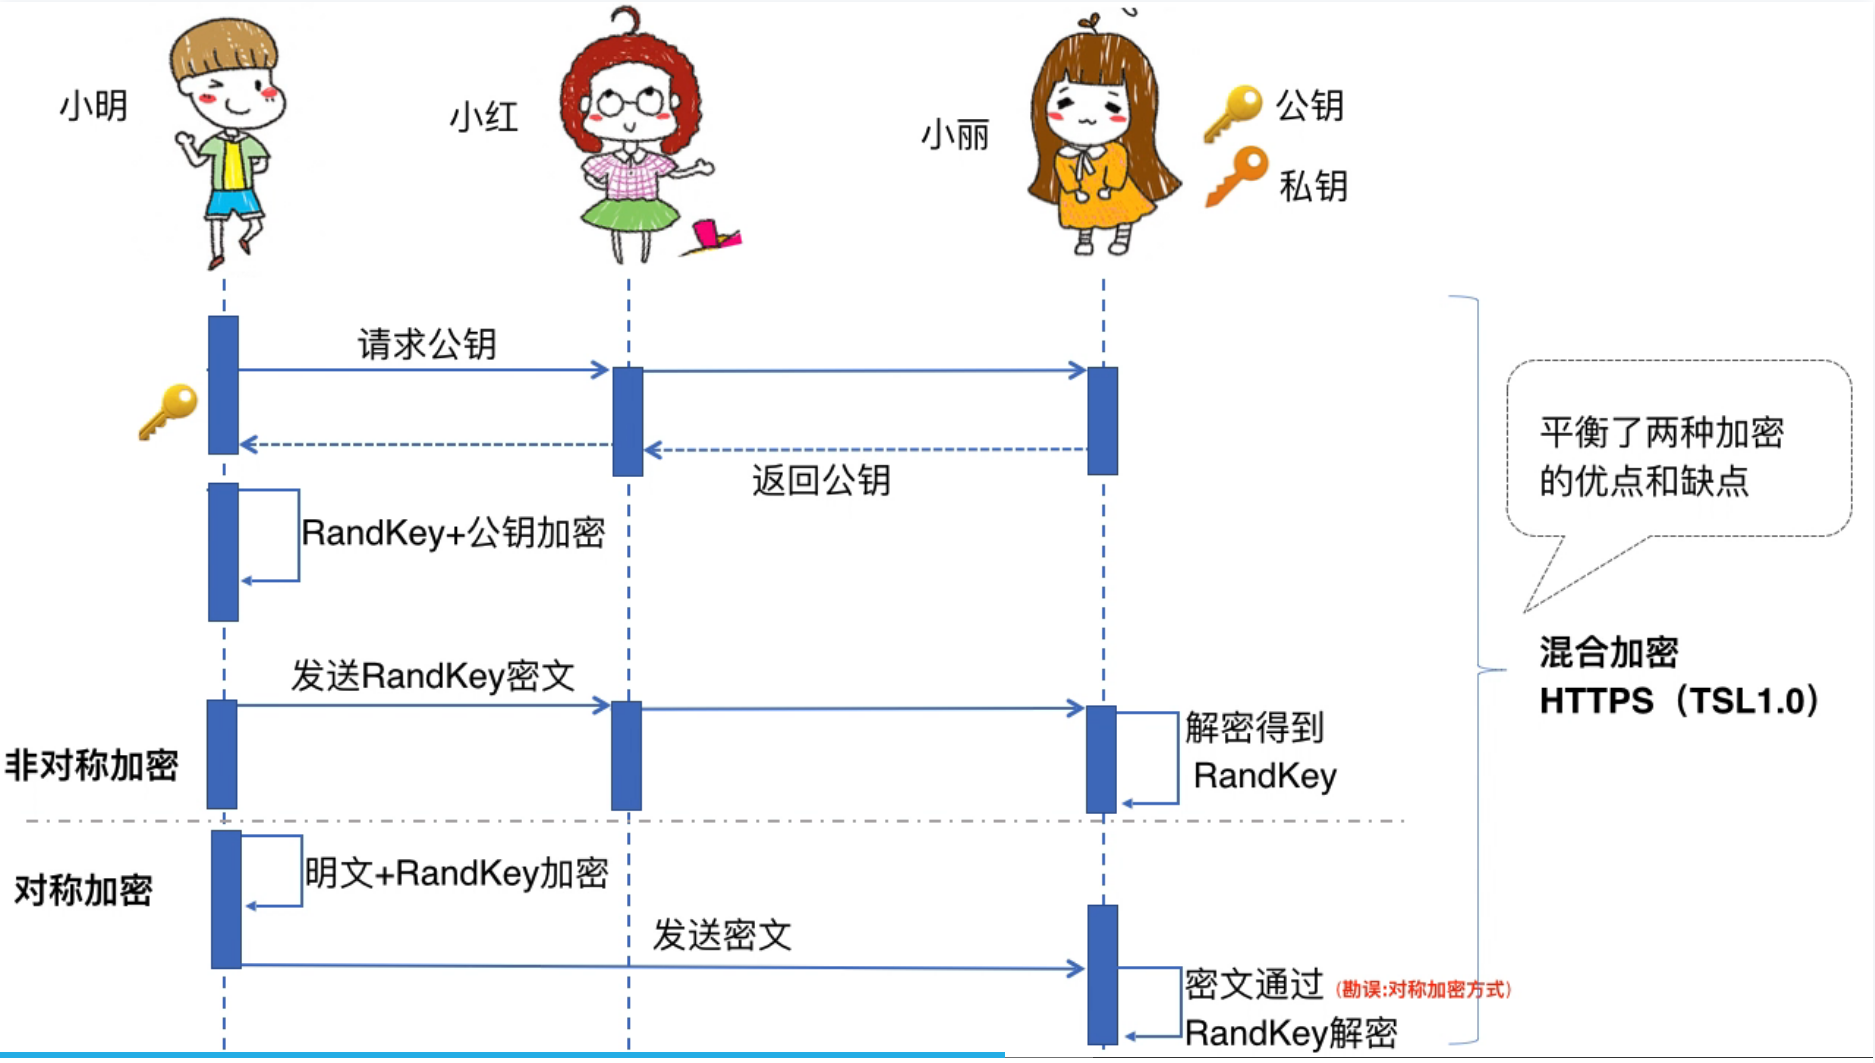 小明
小红
小丽
公钥
私钥
请求公钥
返回公钥
RandKey+公钥加密
平衡了两种加密
的优点和缺点
混合加密
HTTPS（TSL1.0）
发送RandKey密文
解密得到
RandKey
非对称加密
对称加密
明文+RandKey加密
发送密文
密文通过（勘误:对称加密方式）
RandKey解密